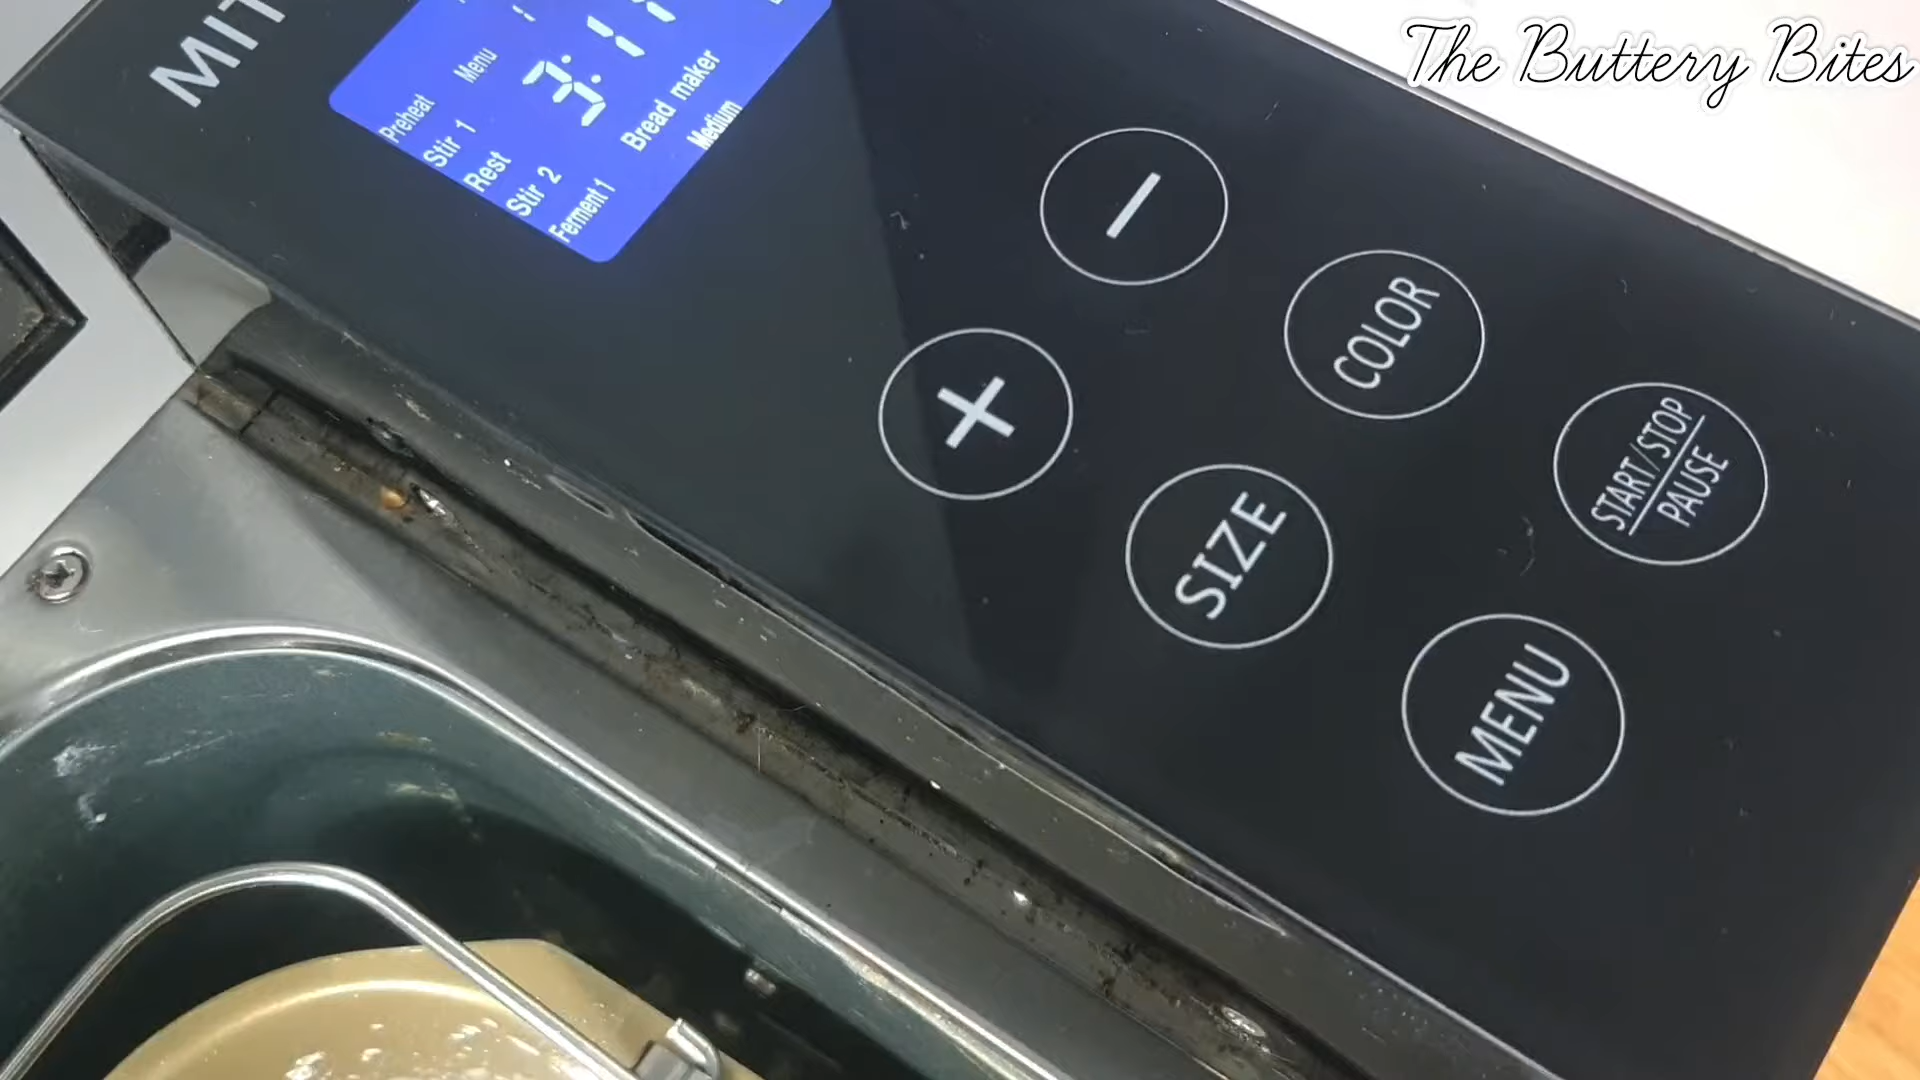 The Buttery Bites
MIT
Menu
3:17
Bread maker
Medium
Preheat
Stir 1
Rest
Stir 2
Ferment 1
−
+
COLOR
SIZE
START/STOP
PAUSE
MENU